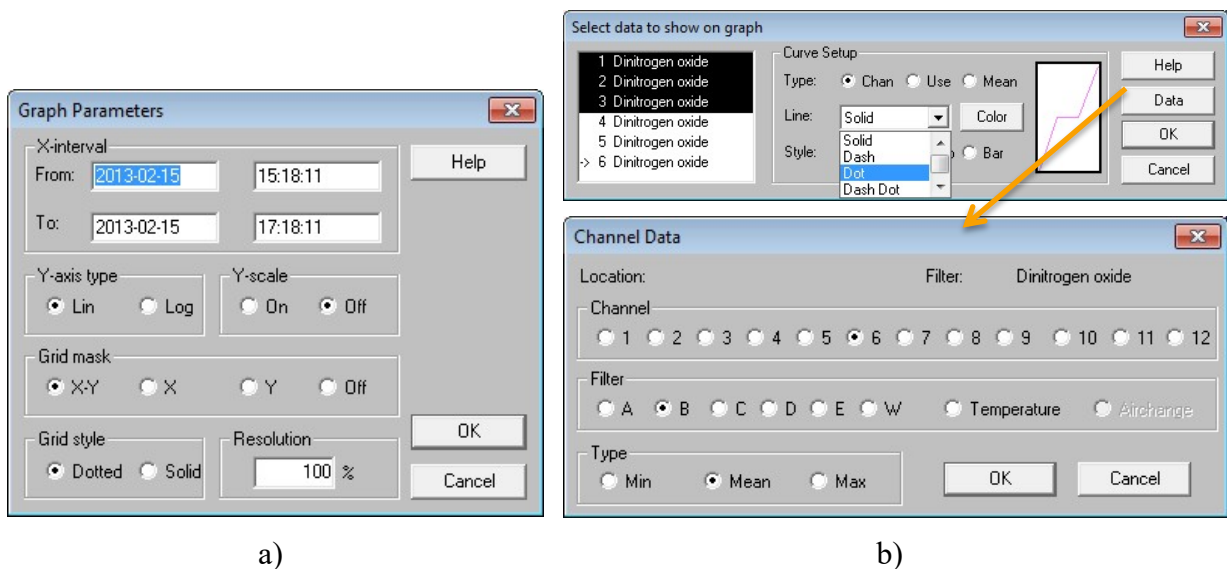 Graph Parameters
X-interval
From: 2013-02-15 15:18:11
To: 2013-02-15 17:18:11
Help
Y-axis type
Lin Log
Y-scale
On Off
Grid mask
X-Y X Y Off
Grid style
Dotted Solid
Resolution
100 %
OK
Cancel
a)
Select data to show on graph
1 Dinitrogen oxide
2 Dinitrogen oxide
3 Dinitrogen oxide
4 Dinitrogen oxide
5 Dinitrogen oxide
-> 6 Dinitrogen oxide
Curve Setup
Type: Chan Use Mean
Line: Solid Color
Solid
Dash
Dot
Dash Dot
Style: Bar
Help
Data
OK
Cancel
Channel Data
Location: Filter: Dinitrogen oxide
Channel
1 2 3 4 5 6 7 8 9 10 11 12
Filter
A B C D E W Temperature Airchange
Type
Min Mean Max
OK Cancel
b)